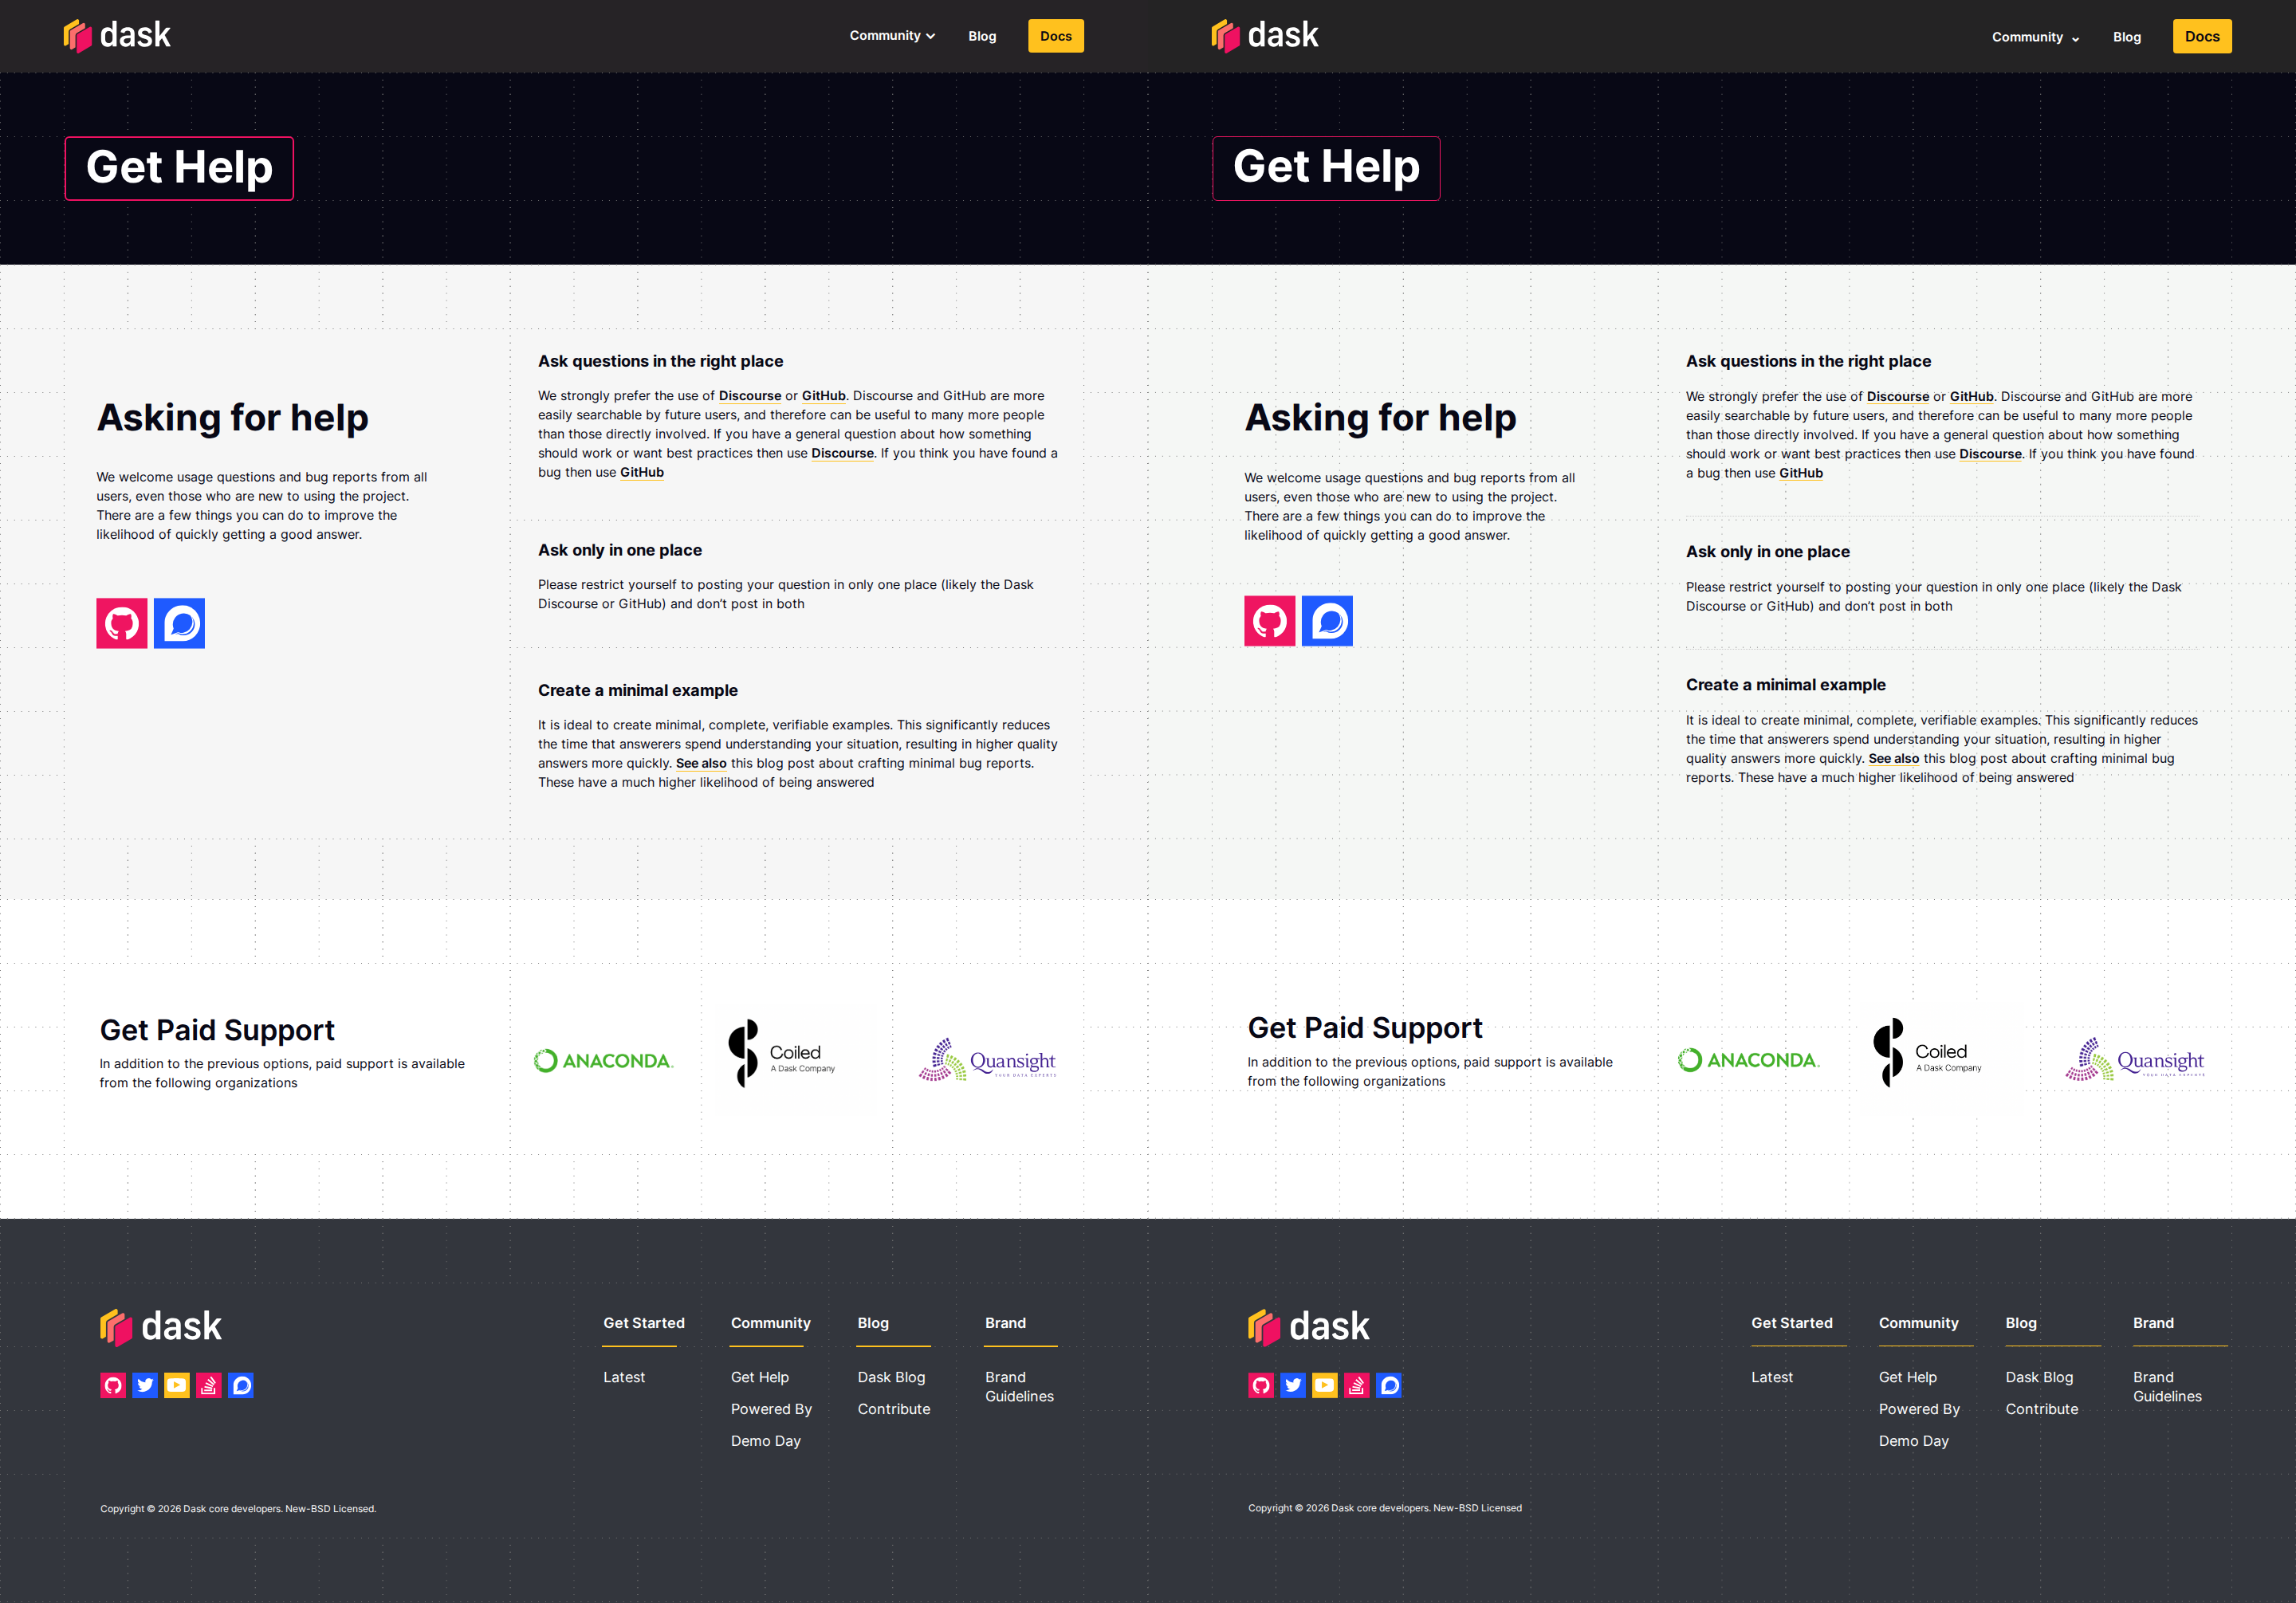 dask
Community
Blog
Docs
Get Help
Asking for help
We welcome usage questions and bug reports from all
users, even those who are new to using the project.
There are a few things you can do to improve the
likelihood of quickly getting a good answer.
Ask questions in the right place
We strongly prefer the use of Discourse or GitHub. Discourse and GitHub are more
easily searchable by future users, and therefore can be useful to many more people
than those directly involved. If you have a general question about how something
should work or want best practices then use Discourse. If you think you have found a
bug then use GitHub
Ask only in one place
Please restrict yourself to posting your question in only one place (likely the Dask
Discourse or GitHub) and don’t post in both
Create a minimal example
It is ideal to create minimal, complete, verifiable examples. This significantly reduces
the time that answerers spend understanding your situation, resulting in higher quality
answers more quickly. See also this blog post about crafting minimal bug reports.
These have a much higher likelihood of being answered
Get Paid Support
In addition to the previous options, paid support is available
from the following organizations
ANACONDA.
Coiled
A Dask Company
Quansight
YOUR DATA EXPERTS
dask
Get Started
Latest
Community
Get Help
Powered By
Demo Day
Blog
Dask Blog
Contribute
Brand
Brand
Guidelines
Copyright © 2026 Dask core developers. New-BSD Licensed.
dask
Community
Blog
Docs
Get Help
Asking for help
We welcome usage questions and bug reports from all
users, even those who are new to using the project.
There are a few things you can do to improve the
likelihood of quickly getting a good answer.
Ask questions in the right place
We strongly prefer the use of Discourse or GitHub. Discourse and GitHub are more
easily searchable by future users, and therefore can be useful to many more people
than those directly involved. If you have a general question about how something
should work or want best practices then use Discourse. If you think you have found
a bug then use GitHub
Ask only in one place
Please restrict yourself to posting your question in only one place (likely the Dask
Discourse or GitHub) and don’t post in both
Create a minimal example
It is ideal to create minimal, complete, verifiable examples. This significantly reduces
the time that answerers spend understanding your situation, resulting in higher
quality answers more quickly. See also this blog post about crafting minimal bug
reports. These have a much higher likelihood of being answered
Get Paid Support
In addition to the previous options, paid support is available
from the following organizations
ANACONDA.
Coiled
A Dask Company
Quansight
YOUR DATA EXPERTS
dask
Get Started
Latest
Community
Get Help
Powered By
Demo Day
Blog
Dask Blog
Contribute
Brand
Brand
Guidelines
Copyright © 2026 Dask core developers. New-BSD Licensed